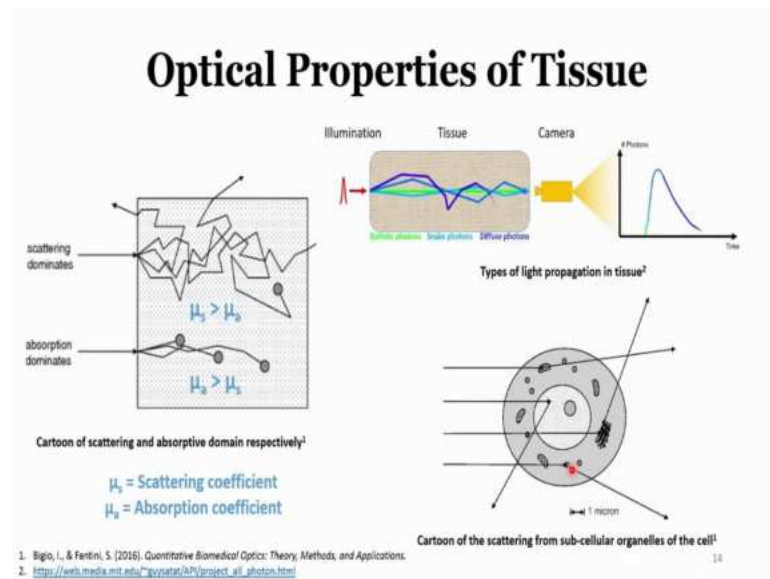 Optical Properties of Tissue
Illumination Tissue Camera
# Photons
Ballistic photons Snake photons Diffuse photons
Time
Types of light propagation in tissue2
scattering
dominates
μs > μa
absorption
dominates
μa > μs
Cartoon of scattering and absorptive domain respectively1
μs = Scattering coefficient
μa = Absorption coefficient
1 micron
Cartoon of the scattering from sub-cellular organelles of the cell1
1. Bigio, I., & Fantini, S. (2016). Quantitative Biomedical Optics: Theory, Methods, and Applications.
2. https://web.media.mit.edu/~guysatat/API/project_all_photon.html
14